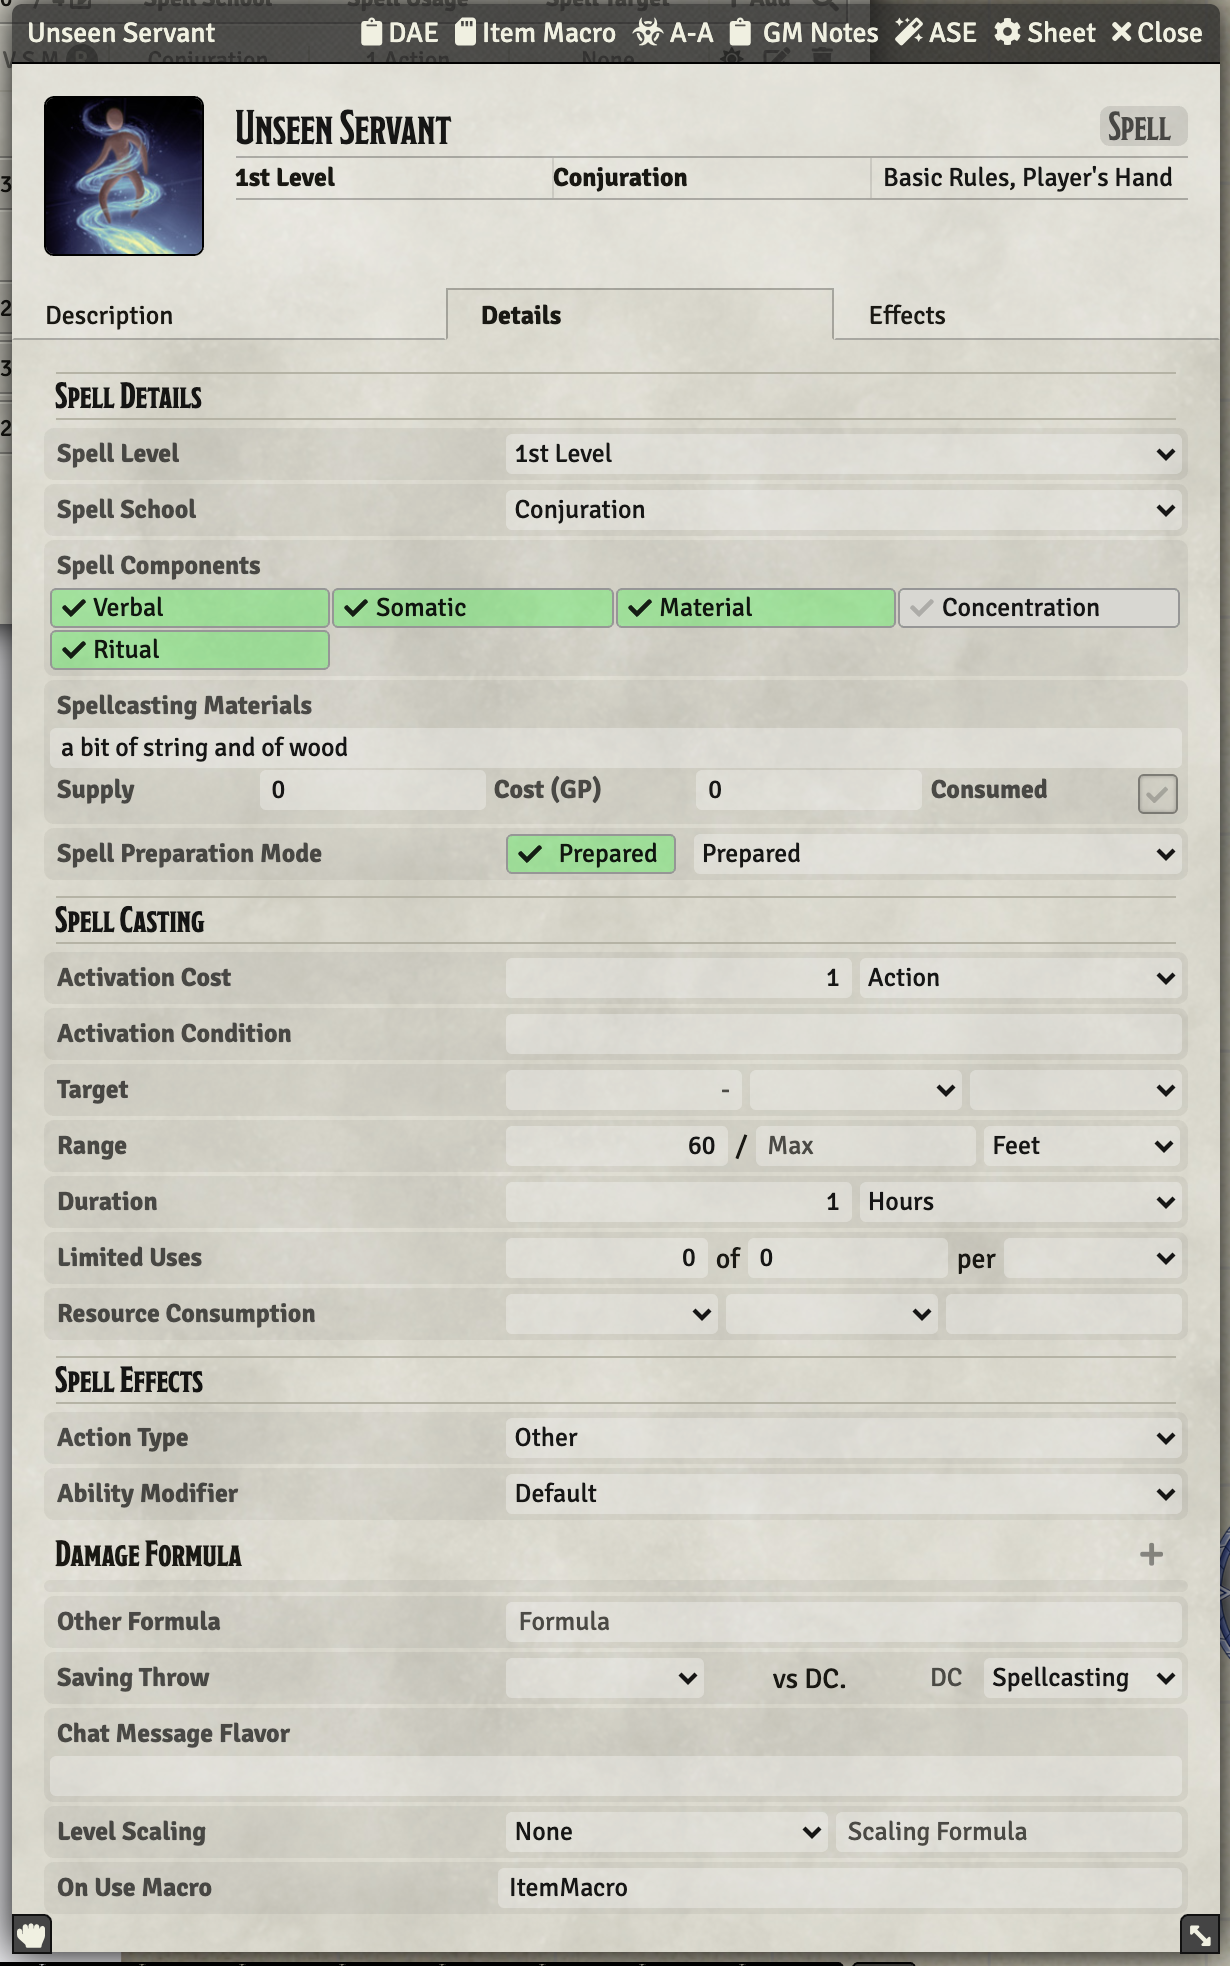 Unseen Servant DAE Item Macro A-A GM Notes ASE Sheet Close
Unseen Servant Spell
1st Level Conjuration Basic Rules, Player's Hand
Description Details Effects
Spell Details
Spell Level 1st Level
Spell School Conjuration
Spell Components
Verbal Somatic Material Concentration
Ritual
Spellcasting Materials
a bit of string and of wood
Supply 0 Cost (GP) 0 Consumed
Spell Preparation Mode Prepared Prepared
Spell Casting
Activation Cost 1 Action
Activation Condition
Target -
Range 60 / Max Feet
Duration 1 Hours
Limited Uses 0 of 0 per
Resource Consumption
Spell Effects
Action Type Other
Ability Modifier Default
Damage Formula +
Other Formula Formula
Saving Throw vs DC. DC Spellcasting
Chat Message Flavor
Level Scaling None Scaling Formula
On Use Macro ItemMacro